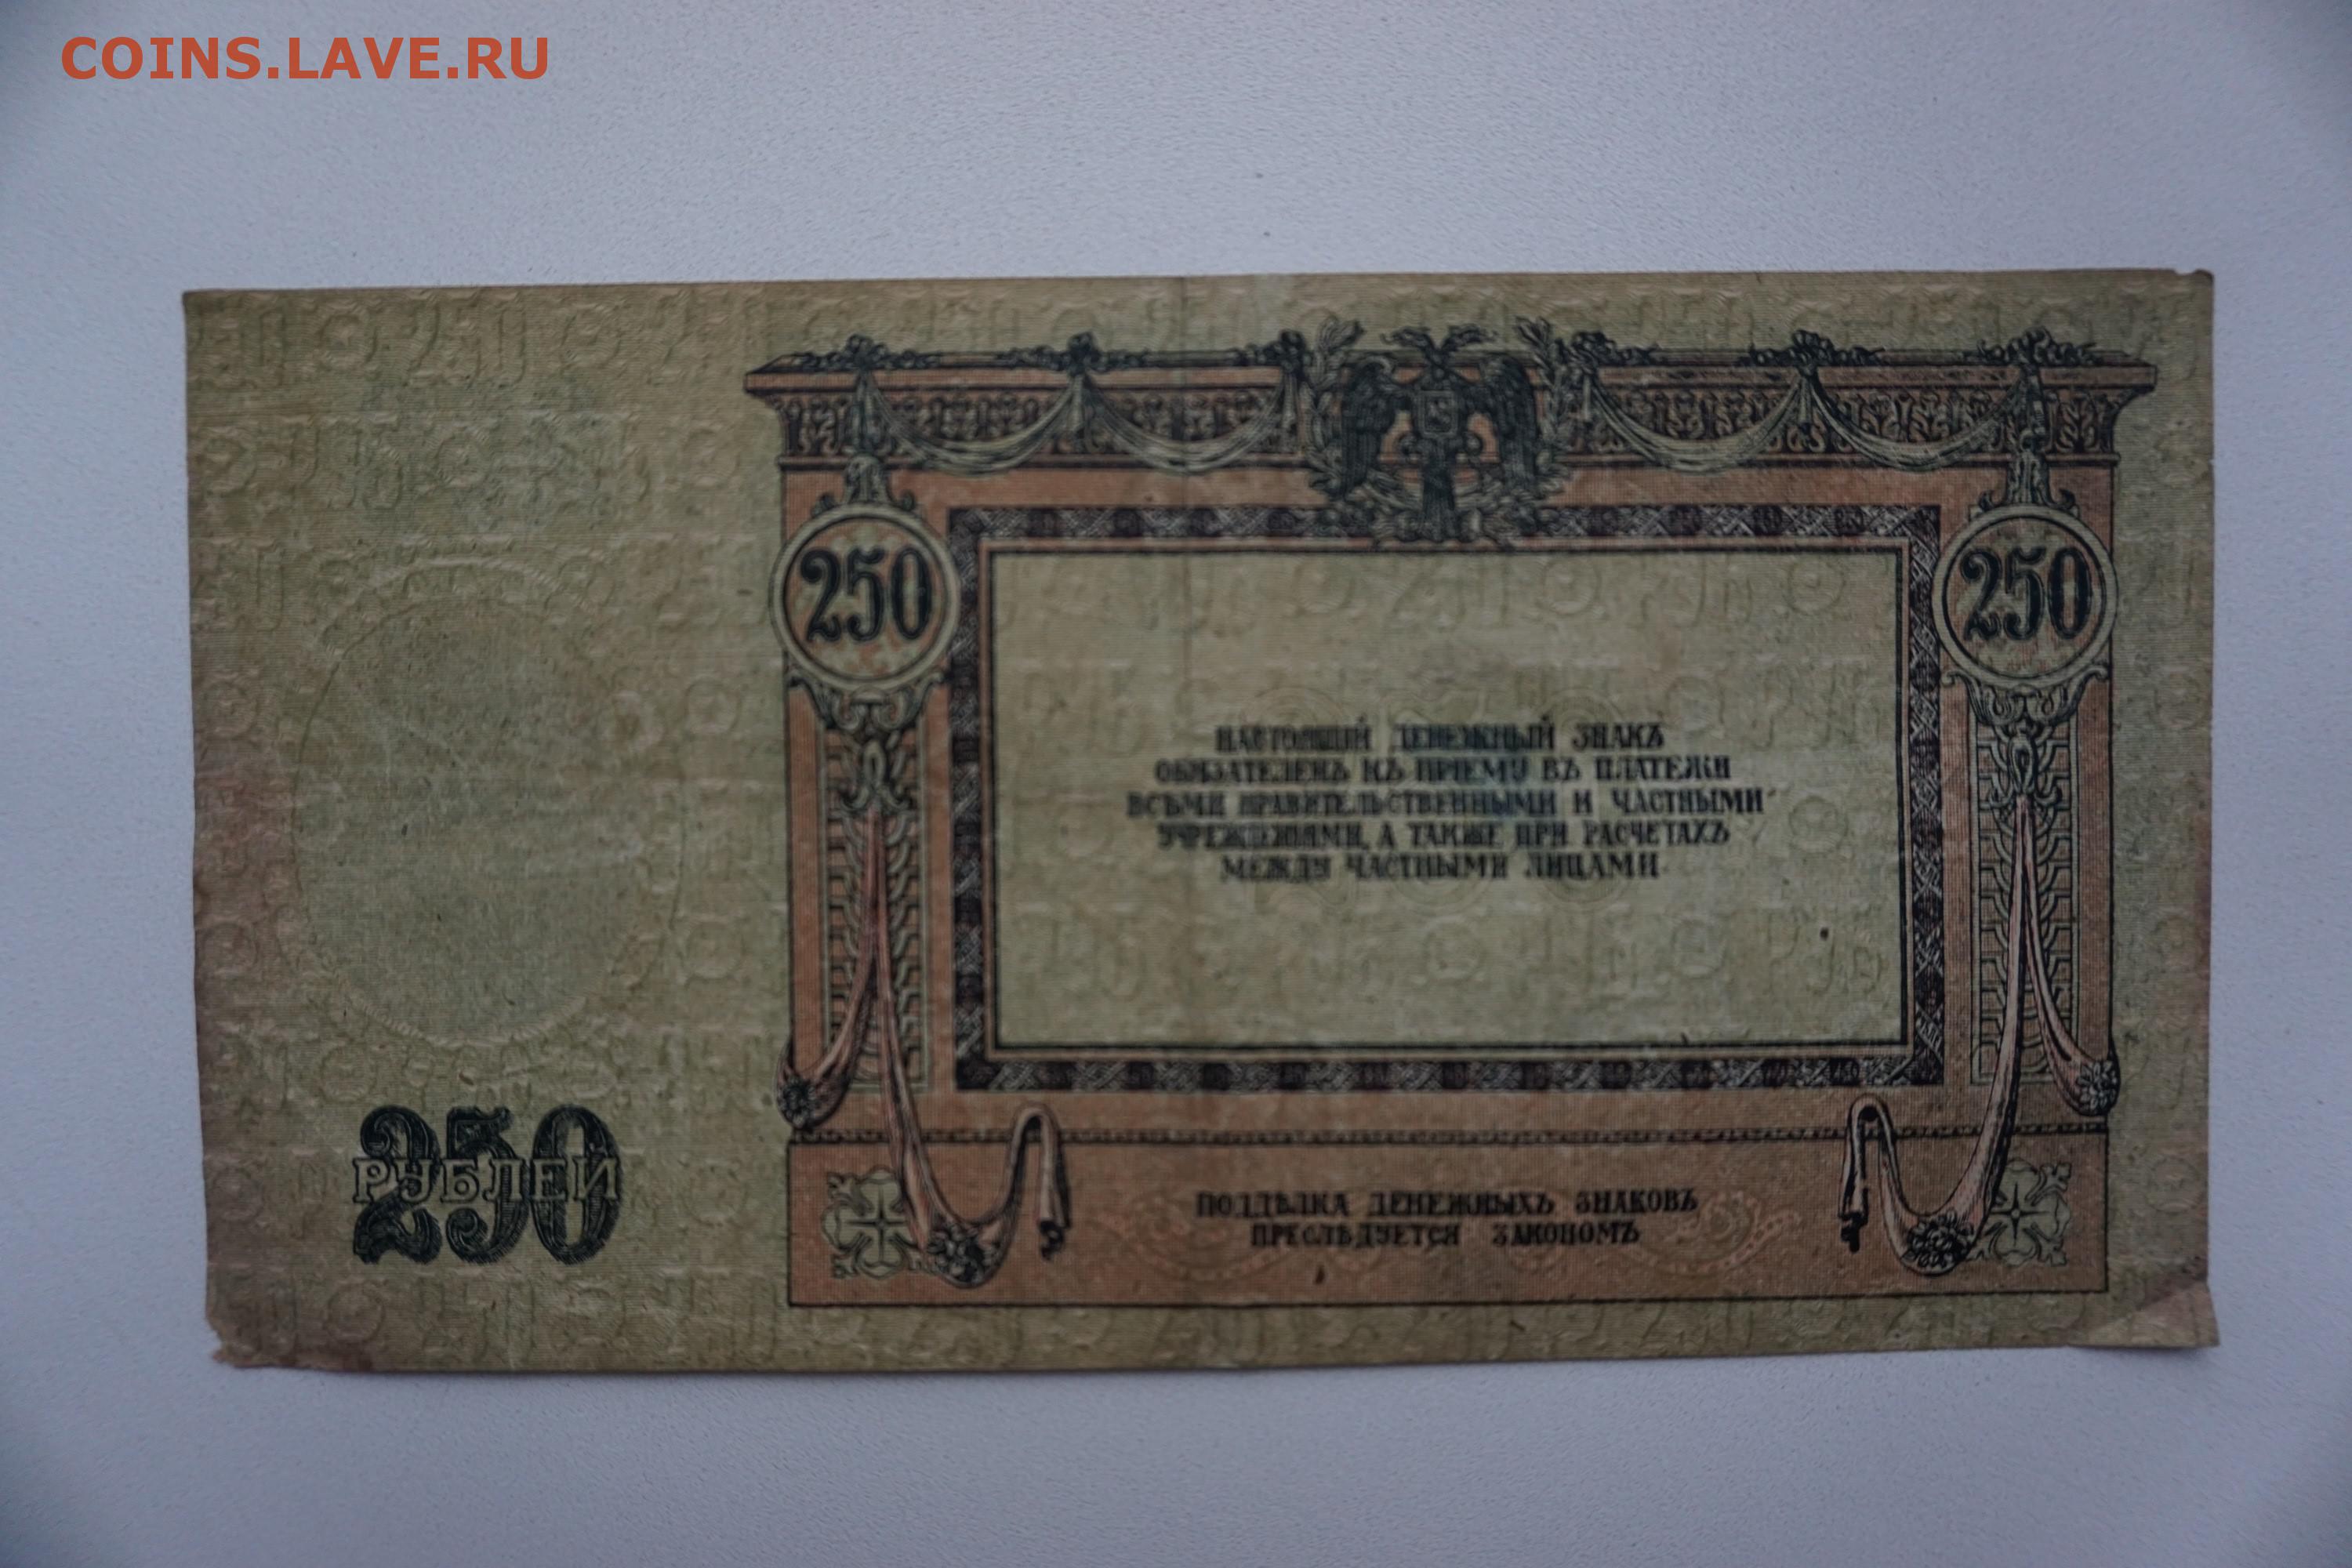 COINS.LAVE.RU
250
250
НАСТОЯЩІЙ ДЕНЕЖНЫЙ ЗНАКЪ
ОБЯЗАТЕЛЕНЪ КЪ ПРІЕМУ ВЪ ПЛАТЕЖИ
ВСѢМИ ПРАВИТЕЛЬСТВЕННЫМИ И ЧАСТНЫМИ
УЧРЕЖДЕНІЯМИ, А ТАКЖЕ ПРИ РАСЧЕТАХЪ
МЕЖДУ ЧАСТНЫМИ ЛИЦАМИ
250
РУБЛЕЙ
ПОДДѢЛКА ДЕНЕЖНЫХЪ ЗНАКОВЪ
ПРЕСЛѢДУЕТСЯ ЗАКОНОМЪ